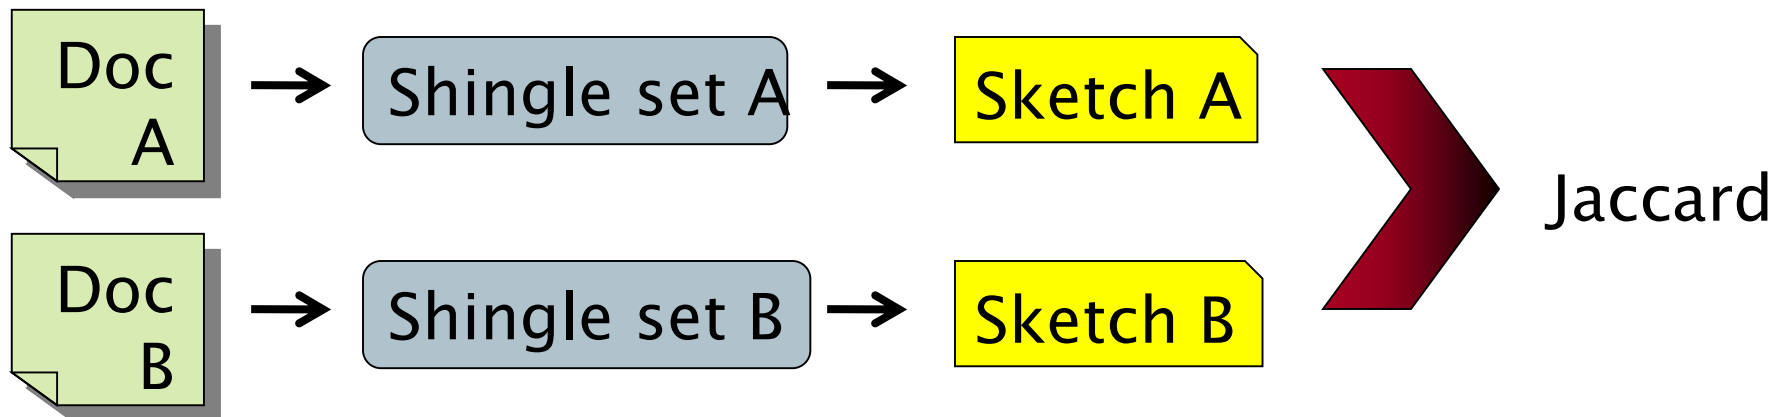 Doc
A
Shingle set A
Sketch A
Jaccard
Doc
B
Shingle set B
Sketch B